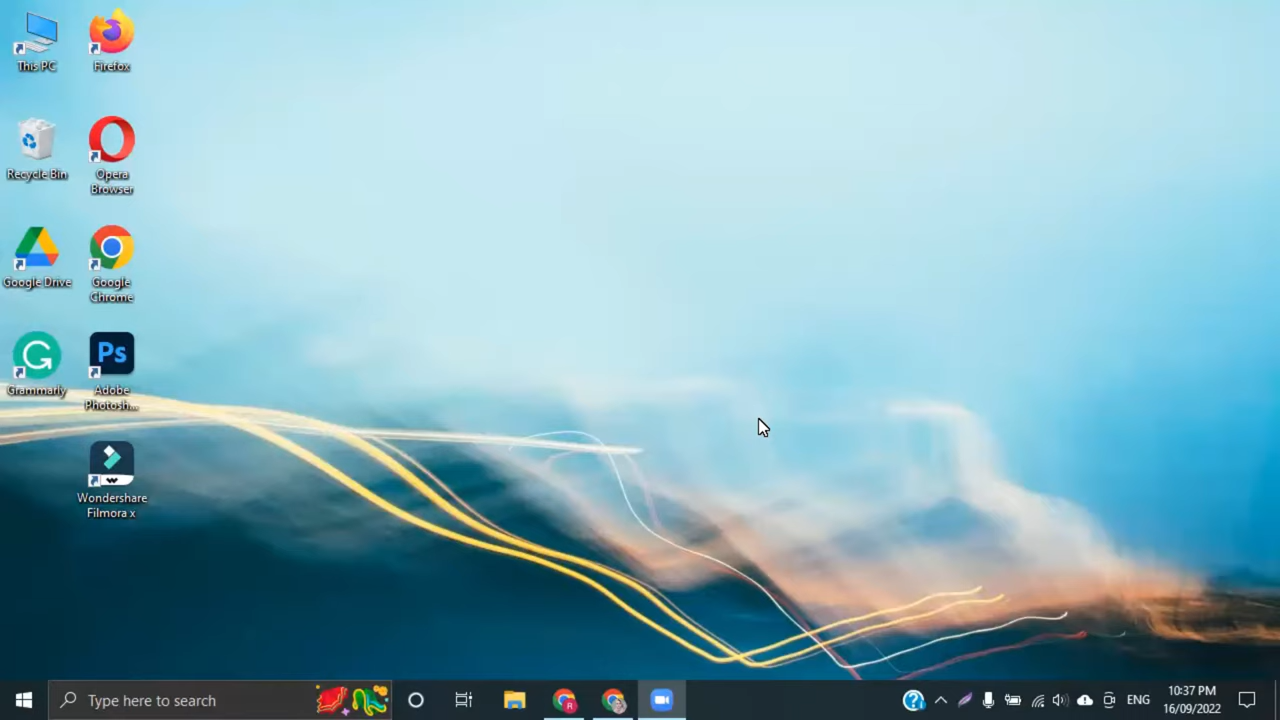 This PC
Firefox
Recycle Bin
Opera
Browser
Google Drive
Google
Chrome
Grammarly
Ps
Adobe
Photosh...
Wondershare
Filmora x
Type here to search
R
ENG
10:37 PM
16/09/2022